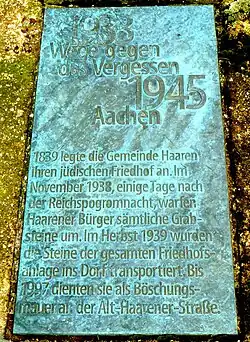 1933
Wege gegen
das Vergessen
1945
Aachen
1839 legte die Gemeinde Haaren
ihren jüdischen Friedhof an. Im
November 1938, einige Tage nach
der Reichspogromnacht, warfen
Haarener Bürger sämtliche Grab-
steine um. Im Herbst 1939 wurden
die Steine der gesamten Friedhofs-
anlage ins Dorf transportiert. Bis
1997 dienten sie als Böschungs-
mauer an der Alt-Haarener-Straße.